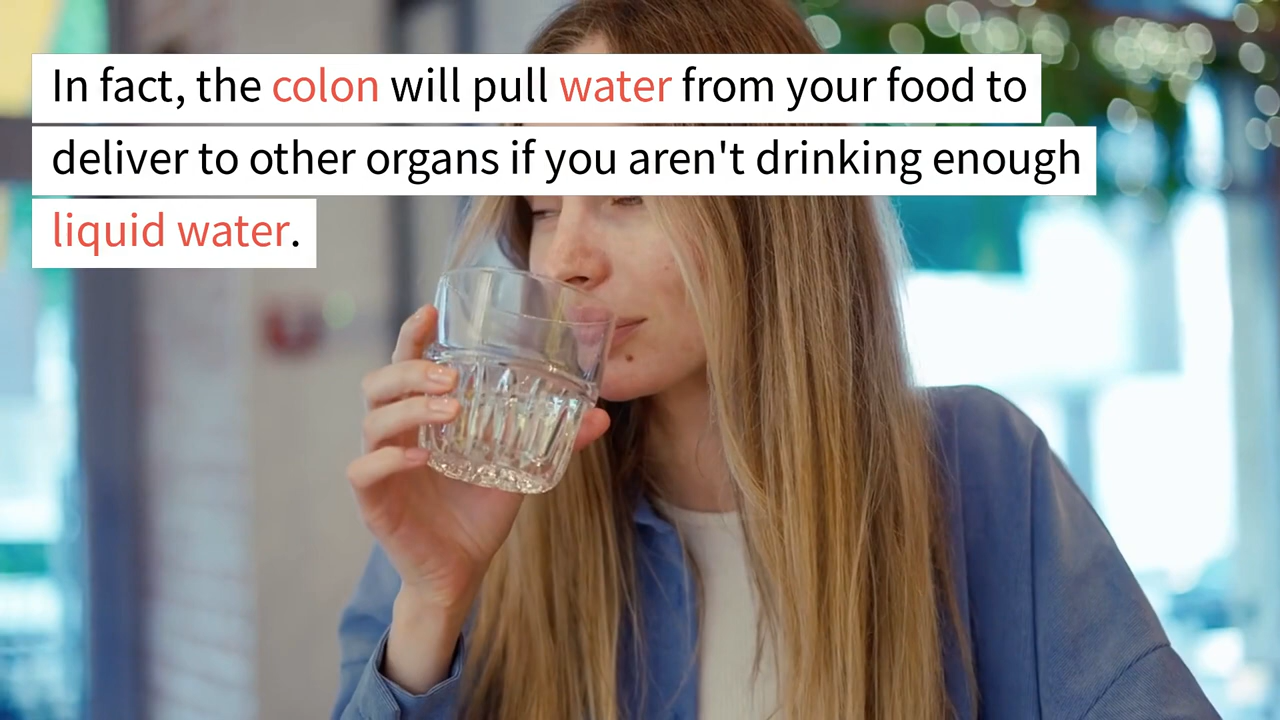 In fact, the colon will pull water from your food to
deliver to other organs if you aren't drinking enough
liquid water.